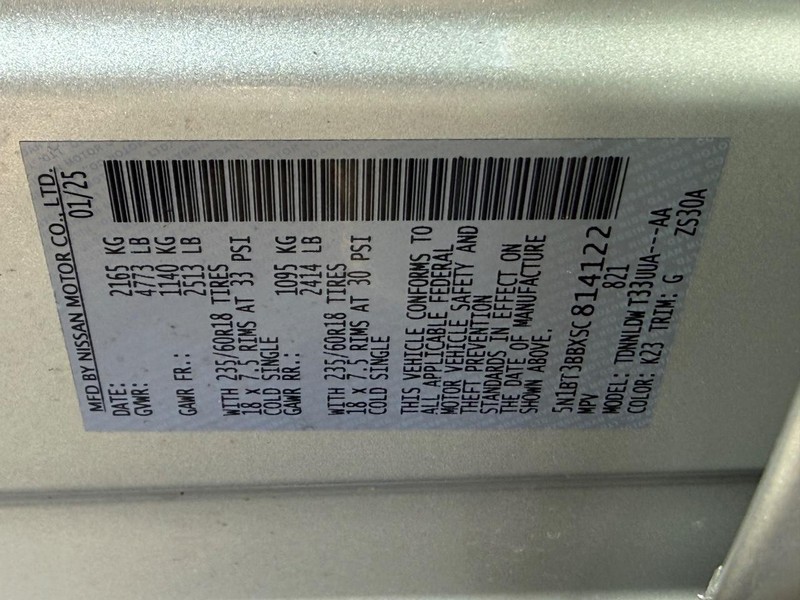 MFD BY NISSAN MOTOR CO., LTD.
DATE: 01/25
GVWR: 2165 KG
4773 LB
GAWR FR.: 1140 KG
2513 LB
WITH 235/60R18 TIRES
18 X 7.5 RIMS AT 33 PSI
COLD SINGLE
GAWR RR.: 1095 KG
2414 LB
WITH 235/60R18 TIRES
18 X 7.5 RIMS AT 30 PSI
COLD SINGLE
THIS VEHICLE CONFORMS TO
ALL APPLICABLE FEDERAL
MOTOR VEHICLE SAFETY AND
THEFT PREVENTION
STANDARDS IN EFFECT ON
THE DATE OF MANUFACTURE
SHOWN ABOVE.
5N1BT3BBXSC814122
MPV 821
MODEL: TDNNLDW T33UUA---AA
COLOR: K23 TRIM: G ZS30A